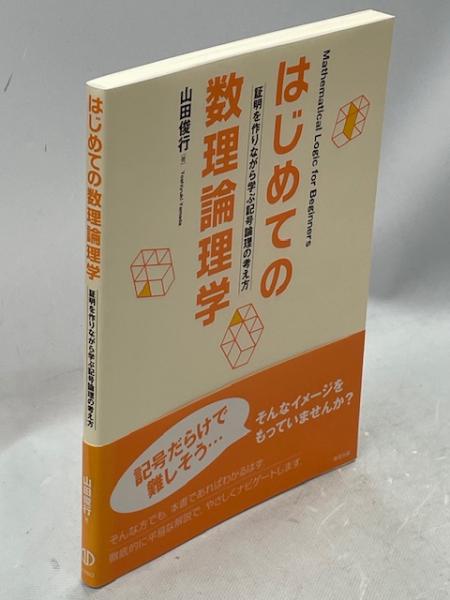 Mathematical Logic for Beginners
はじめての
数理論理学
証明を作りながら学ぶ記号論理の考え方
山田俊行[著]
Toshiyuki Yamada
記号だらけで
難しそう…
そんなイメージを
もっていませんか?
そんな方でも、本書であればわかるはず
徹底的に平易な解説で、やさしくナビゲートします
はじめての数理論理学
証明を作りながら学ぶ記号論理の考え方
山田俊行